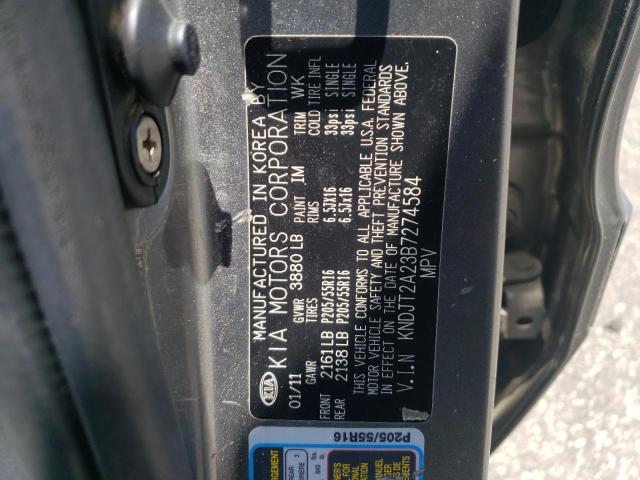 MANUFACTURED IN KOREA BY
KIA KIA MOTORS CORPORATION
01/11 GVWR 3880 LB PAINT IM TRIM WK
GAWR TIRES RIMS COLD TIRE INFL
FRONT 2161LB P205/55R16 6.5JX16 33psi SINGLE
REAR 2138LB P205/55R16 6.5JX16 33psi SINGLE
THIS VEHICLE CONFORMS TO ALL APPLICABLE U.S.A. FEDERAL
MOTOR VEHICLE SAFETY AND THEFT PREVENTION STANDARDS
IN EFFECT ON THE DATE OF MANUFACTURE SHOWN ABOVE.
V.I.N KNDJT2A23B7274584
MPV
P205/55R16